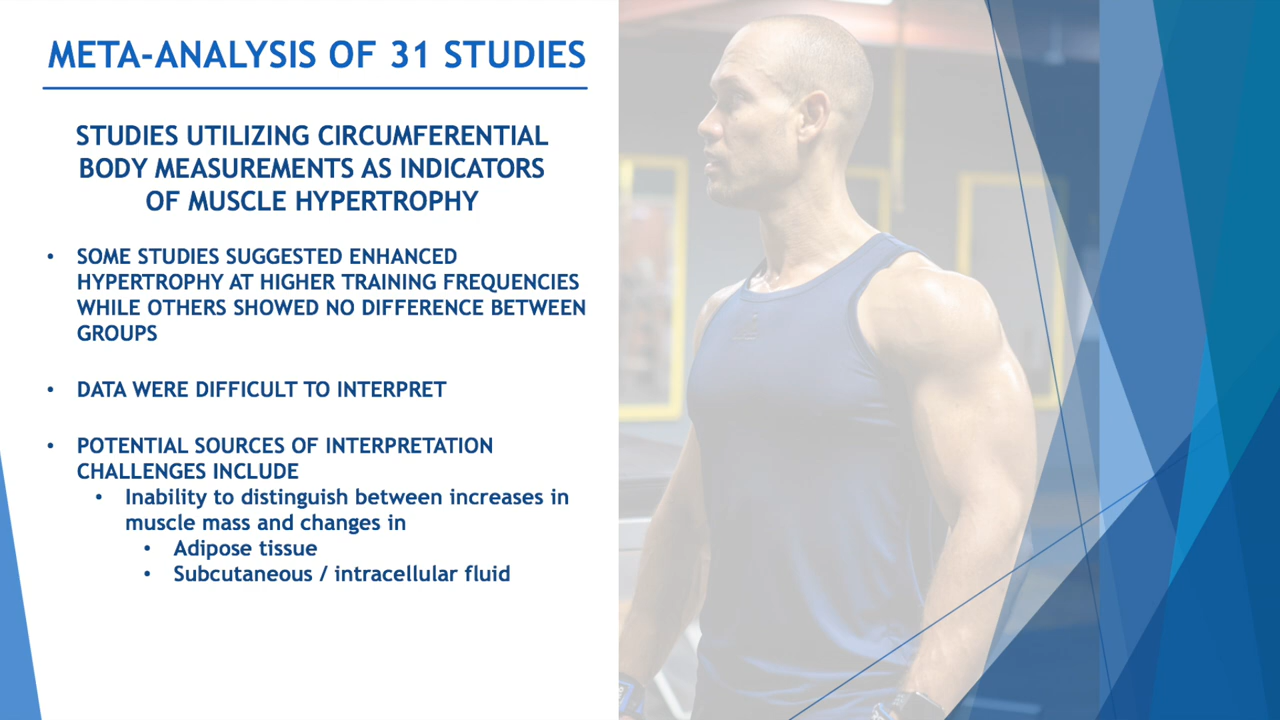 META-ANALYSIS OF 31 STUDIES
STUDIES UTILIZING CIRCUMFERENTIAL
BODY MEASUREMENTS AS INDICATORS
OF MUSCLE HYPERTROPHY
• SOME STUDIES SUGGESTED ENHANCED
HYPERTROPHY AT HIGHER TRAINING FREQUENCIES
WHILE OTHERS SHOWED NO DIFFERENCE BETWEEN
GROUPS
• DATA WERE DIFFICULT TO INTERPRET
• POTENTIAL SOURCES OF INTERPRETATION
CHALLENGES INCLUDE
• Inability to distinguish between increases in
muscle mass and changes in
• Adipose tissue
• Subcutaneous / intracellular fluid